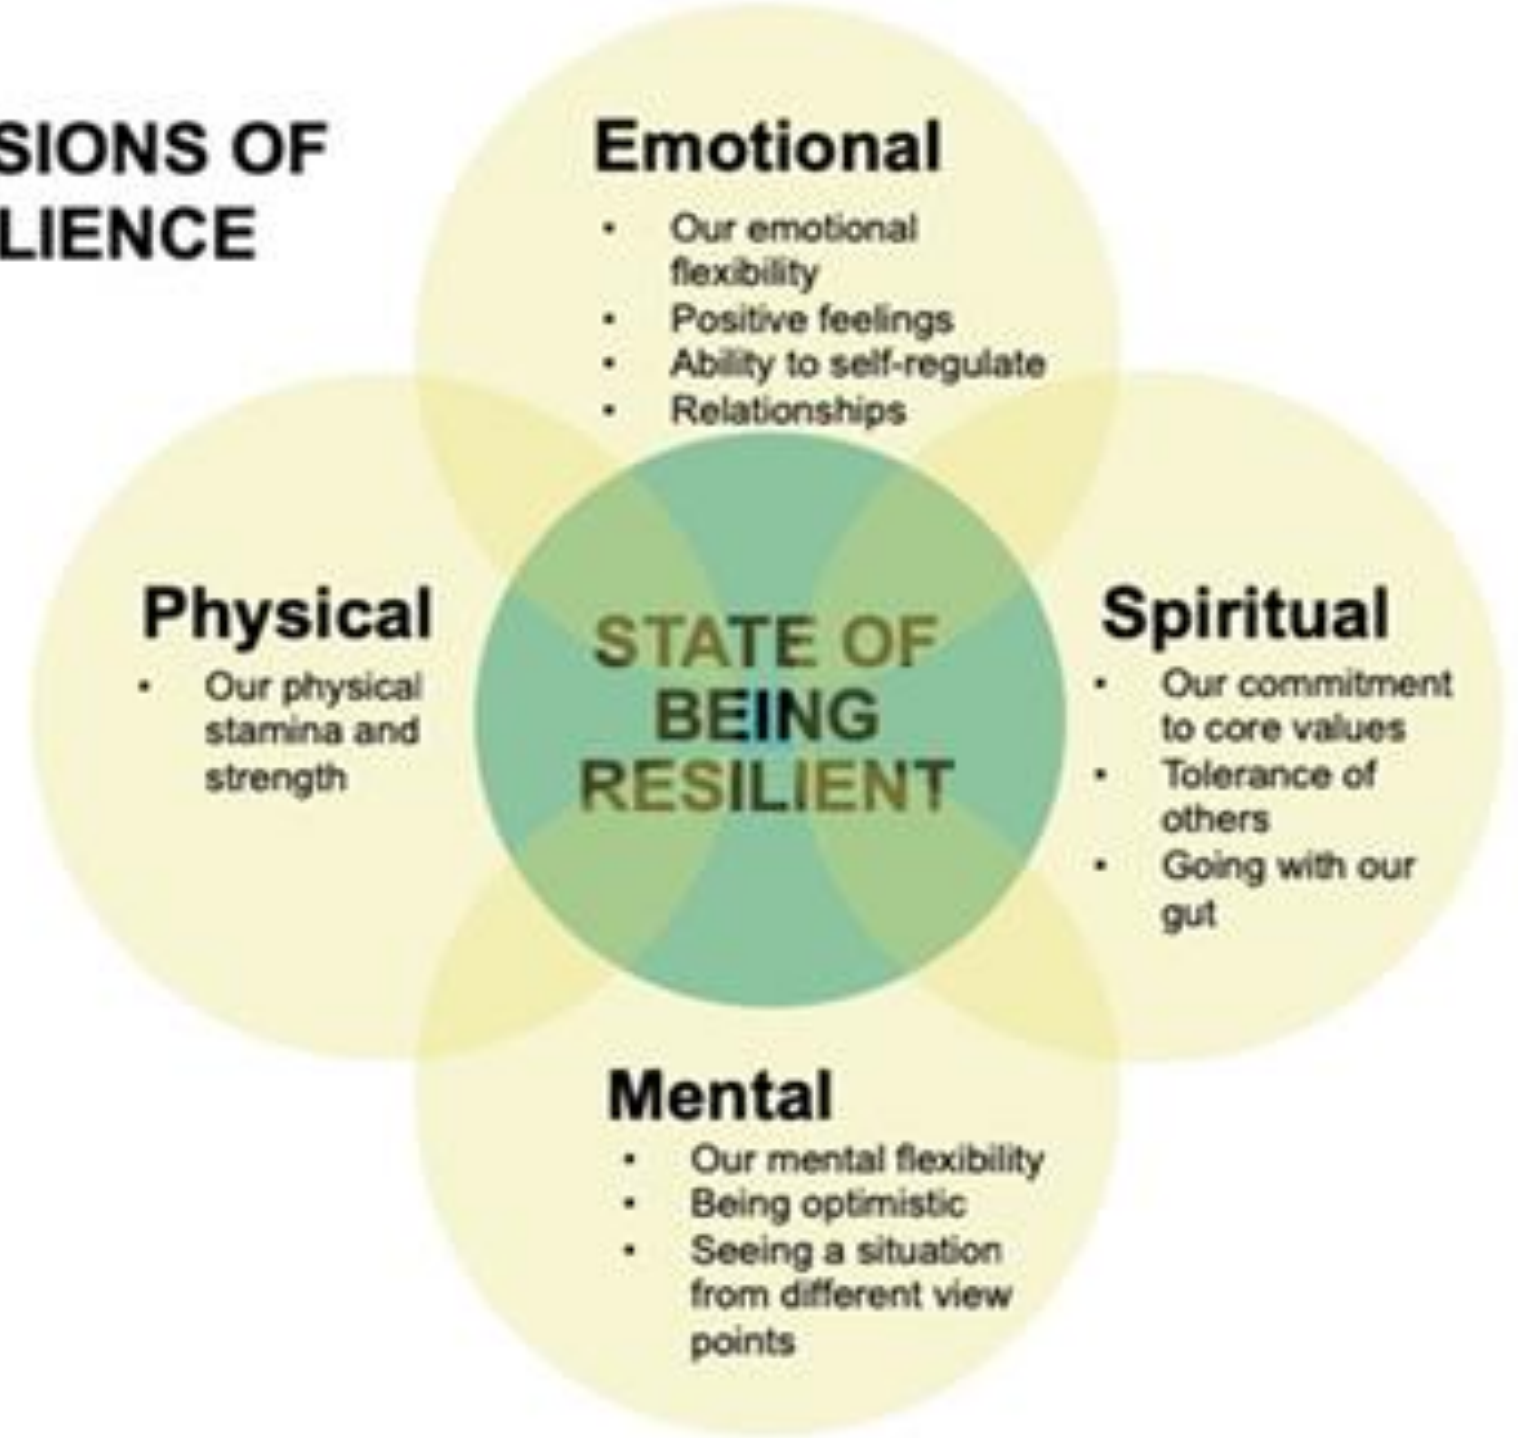 SIONS OF
LIENCE
Emotional
• Our emotional
flexibility
• Positive feelings
• Ability to self-regulate
• Relationships
Physical
• Our physical
stamina and
strength
STATE OF
BEING
RESILIENT
Spiritual
• Our commitment
to core values
• Tolerance of
others
• Going with our
gut
Mental
• Our mental flexibility
• Being optimistic
• Seeing a situation
from different view
points